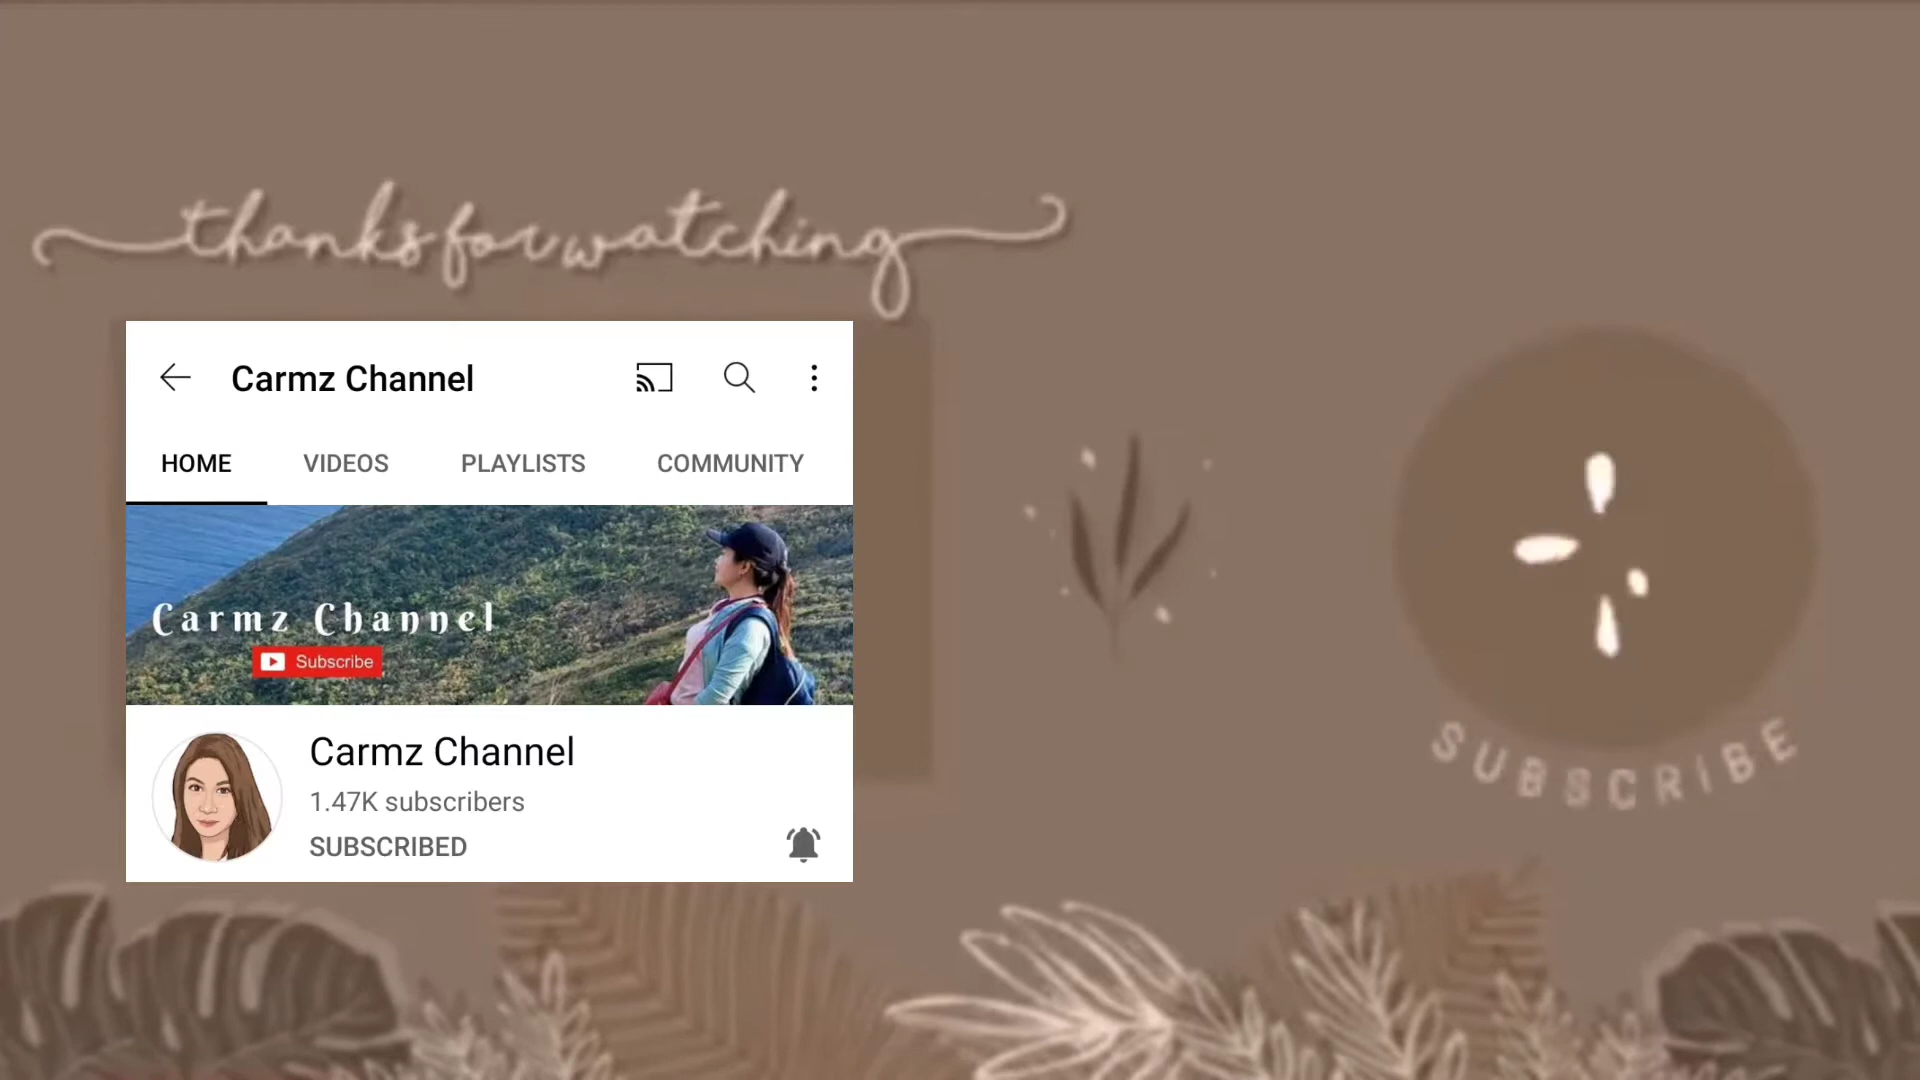 thanks for watching
Carmz Channel
HOME VIDEOS PLAYLISTS COMMUNITY
Carmz Channel
Subscribe
Carmz Channel
1.47K subscribers
SUBSCRIBED
SUBSCRIBE